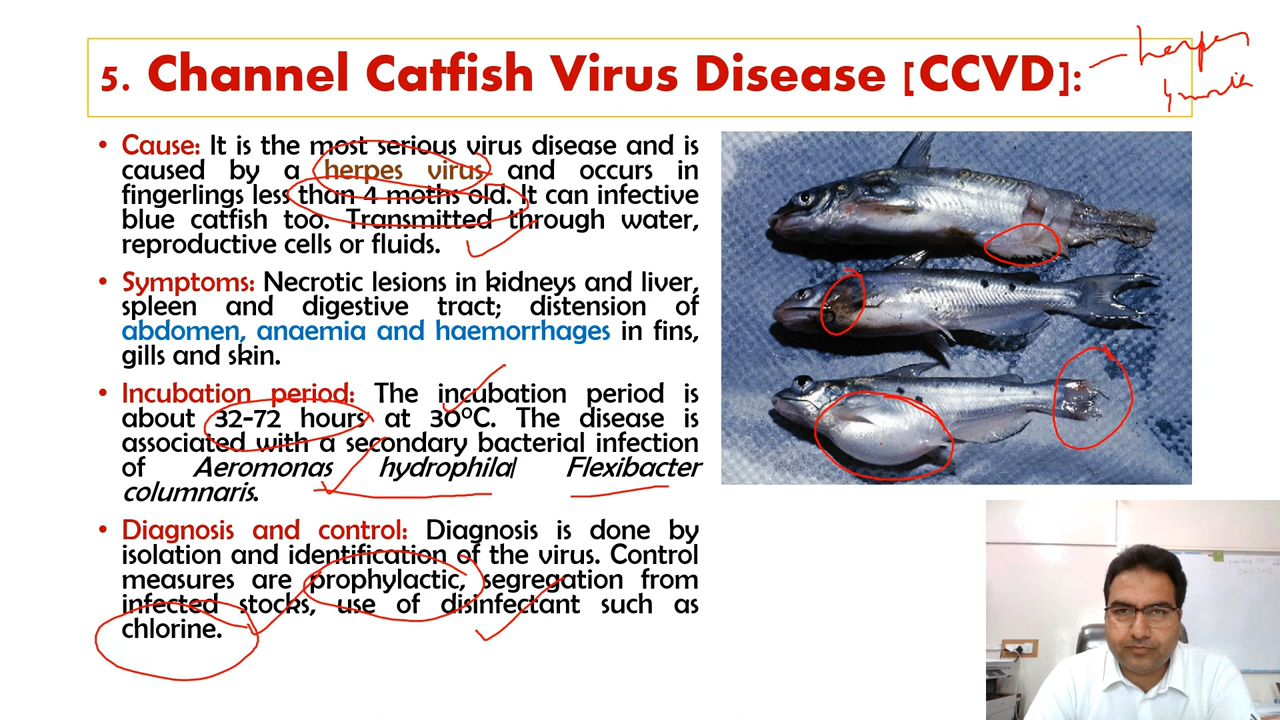 5. Channel Catfish Virus Disease [CCVD]:
herpes
• Cause: It is the most serious virus disease and is
caused by a herpes virus and occurs in
fingerlings less than 4 moths old. It can infective
blue catfish too. Transmitted through water,
reproductive cells or fluids.
• Symptoms: Necrotic lesions in kidneys and liver,
spleen and digestive tract; distension of
abdomen, anaemia and haemorrhages in fins,
gills and skin.
• Incubation period: The incubation period is
about 32-72 hours at 30⁰C. The disease is
associated with a secondary bacterial infection
of Aeromonas hydrophila| Flexibacter
columnaris.
• Diagnosis and control: Diagnosis is done by
isolation and identification of the virus. Control
measures are prophylactic, segregation from
infected stocks, use of disinfectant such as
chlorine.